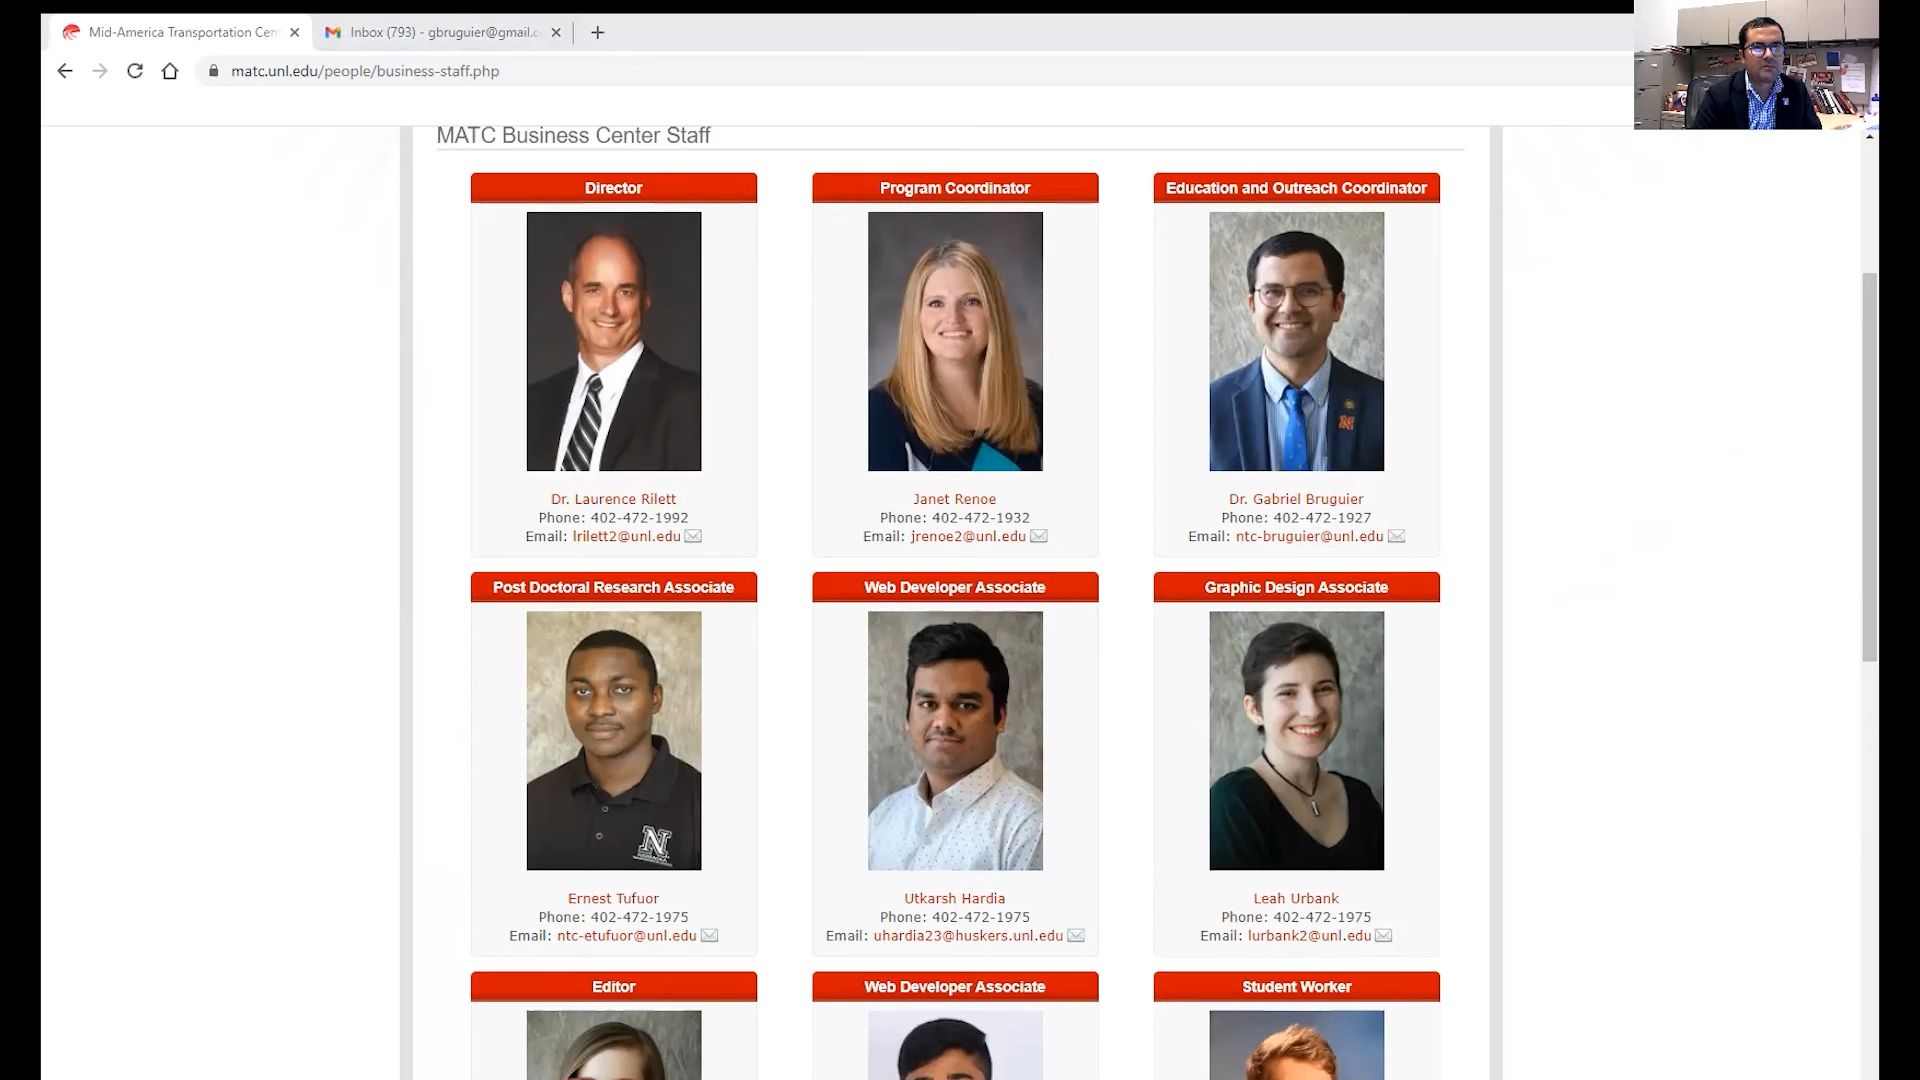 Mid-America Transportation Cen
Inbox (793) - gbruguier@gmail.c
matc.unl.edu/people/business-staff.php
MATC Business Center Staff
Director
Program Coordinator
Education and Outreach Coordinator
Dr. Laurence Rilett
Phone: 402-472-1992
Email: lrilett2@unl.edu
Janet Renoe
Phone: 402-472-1932
Email: jrenoe2@unl.edu
Dr. Gabriel Bruguier
Phone: 402-472-1927
Email: ntc-bruguier@unl.edu
Post Doctoral Research Associate
Web Developer Associate
Graphic Design Associate
N
Ernest Tufuor
Phone: 402-472-1975
Email: ntc-etufuor@unl.edu
Utkarsh Hardia
Phone: 402-472-1975
Email: uhardia23@huskers.unl.edu
Leah Urbank
Phone: 402-472-1975
Email: lurbank2@unl.edu
Editor
Web Developer Associate
Student Worker